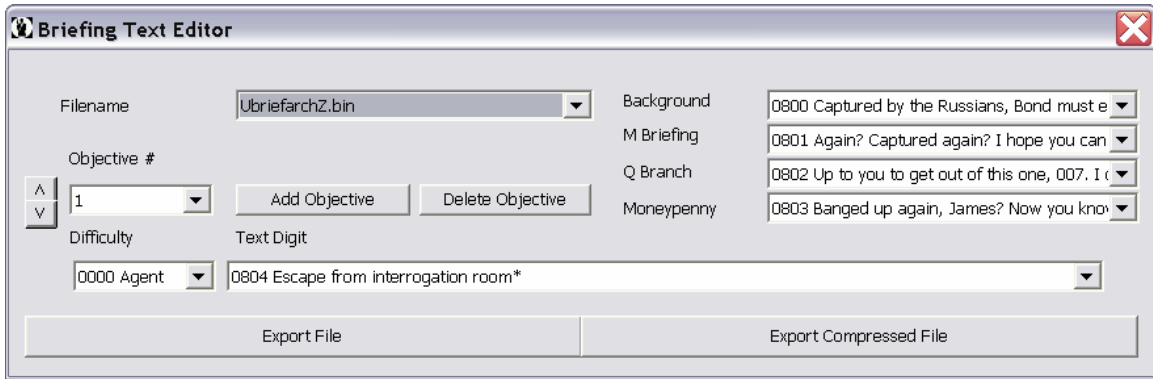 Briefing Text Editor
Filename
UbriefarchZ.bin
Background
0800 Captured by the Russians, Bond must e
M Briefing
0801 Again? Captured again? I hope you can
Q Branch
0802 Up to you to get out of this one, 007. I
Moneypenny
0803 Banged up again, James? Now you know
Objective #
1
Add Objective
Delete Objective
Difficulty
Text Digit
0000 Agent
0804 Escape from interrogation room*
Export File
Export Compressed File